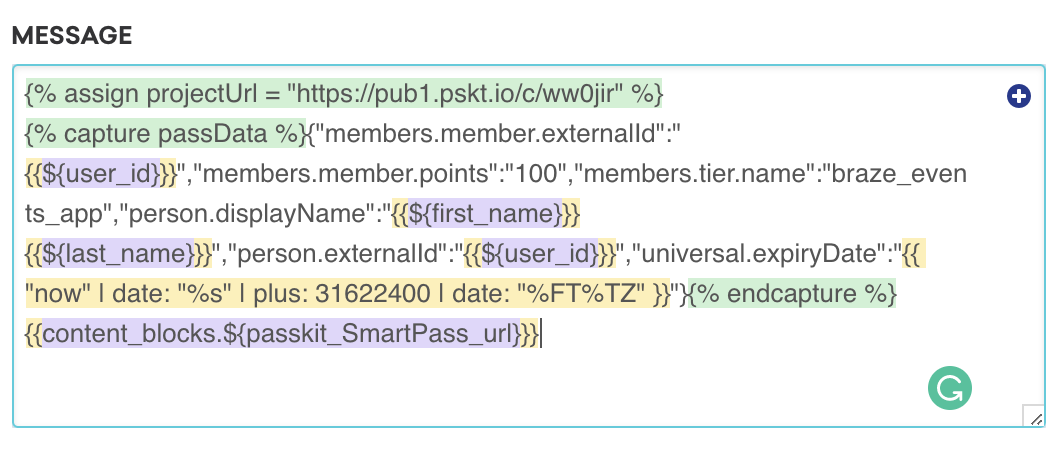 MESSAGE
{% assign projectUrl = "https://pub1.pskt.io/c/ww0jir" %}
{% capture passData %}{"members.member.externalId":"
{{${user_id}}}","members.member.points":"100","members.tier.name":"braze_even
ts_app","person.displayName":"{{${first_name}}}
{{${last_name}}}","person.externalId":"{{${user_id}}}","universal.expiryDate":"{{
"now" | date: "%s" | plus: 31622400 | date: "%FT%TZ" }}"}{% endcapture %}
{{content_blocks.${passkit_SmartPass_url}}}